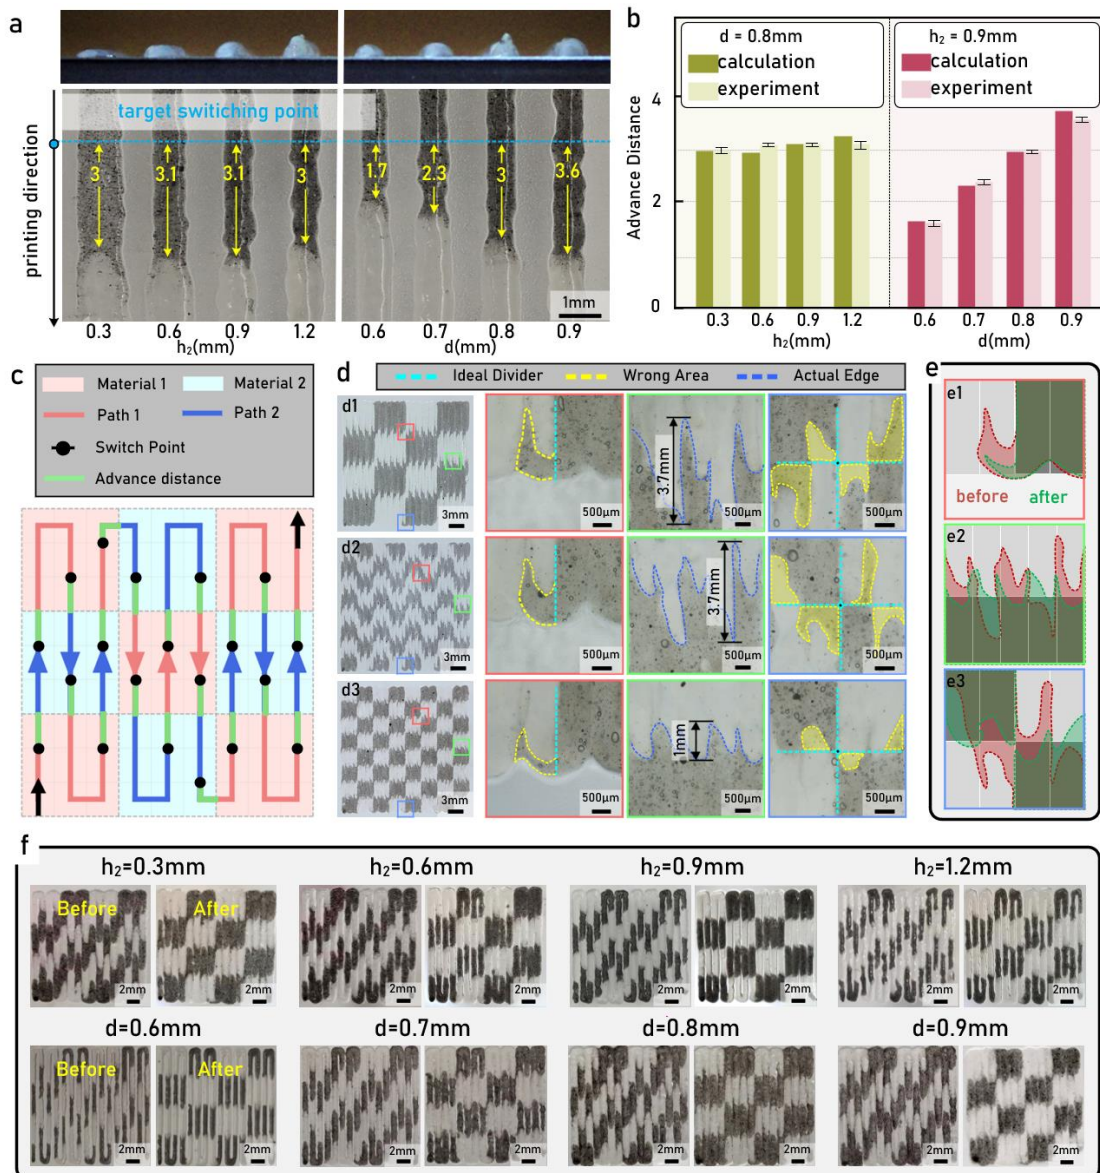 a
target switiching point
printing direction
3
3.1
3.1
3
1.7
2.3
3
3.6
1mm
0.3 0.6 0.9 1.2
h₂(mm)
0.6 0.7 0.8 0.9
d(mm)
b
d = 0.8mm
calculation
experiment
h₂ = 0.9mm
calculation
experiment
Advance Distance
4
2
0
0.3 0.6 0.9 1.2
h₂(mm)
0.6 0.7 0.8 0.9
d(mm)
c
Material 1 Material 2
Path 1 Path 2
Switch Point
Advance distance
d
Ideal Divider Wrong Area Actual Edge
d1
3mm
500μm
3.7mm
500μm
500μm
d2
3mm
500μm
3.7mm
500μm
500μm
d3
3mm
500μm
1mm
500μm
500μm
e
e1
before after
e2
e3
f
h₂=0.3mm h₂=0.6mm h₂=0.9mm h₂=1.2mm
Before After
2mm 2mm 2mm 2mm 2mm 2mm 2mm 2mm
d=0.6mm d=0.7mm d=0.8mm d=0.9mm
Before After
2mm 2mm 2mm 2mm 2mm 2mm 2mm 2mm